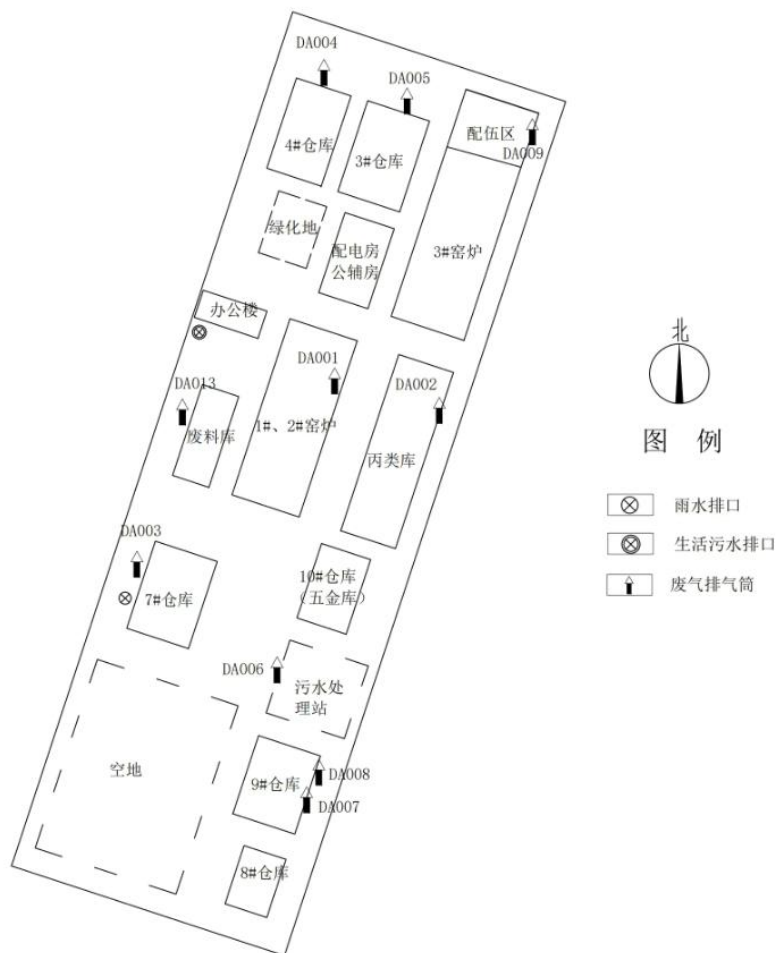 DA004
DA005
配伍区
DA009
4#仓库
3#仓库
绿化地
配电房
公辅房
3#窑炉
办公楼
北
DA001
DA013
DA002
图 例
废料库
1#、2#窑炉
丙类库
雨水排口
生活污水排口
DA003
10#仓库
(五金库)
废气排气筒
7#仓库
DA006
污水处
理站
空地
9#仓库
DA008
DA007
8#仓库